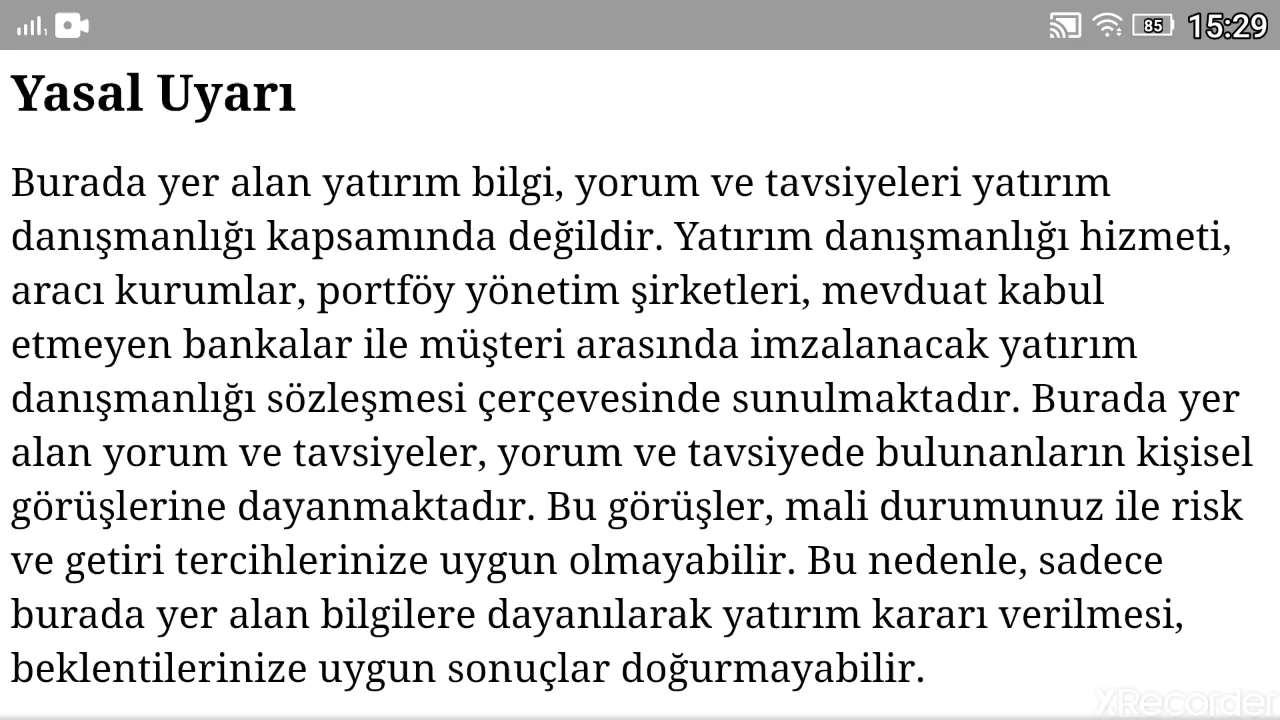 85 15:29
Yasal Uyarı
Burada yer alan yatırım bilgi, yorum ve tavsiyeleri yatırım
danışmanlığı kapsamında değildir. Yatırım danışmanlığı hizmeti,
aracı kurumlar, portföy yönetim şirketleri, mevduat kabul
etmeyen bankalar ile müşteri arasında imzalanacak yatırım
danışmanlığı sözleşmesi çerçevesinde sunulmaktadır. Burada yer
alan yorum ve tavsiyeler, yorum ve tavsiyede bulunanların kişisel
görüşlerine dayanmaktadır. Bu görüşler, mali durumunuz ile risk
ve getiri tercihlerinize uygun olmayabilir. Bu nedenle, sadece
burada yer alan bilgilere dayanılarak yatırım kararı verilmesi,
beklentilerinize uygun sonuçlar doğurmayabilir.
XRecorder